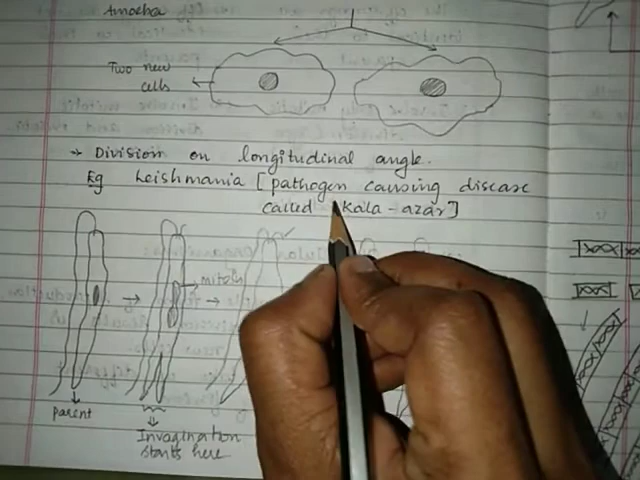 Amoeba
Two new
cells
→ Division on longitudinal angle.
Eg Leishmania [pathogen causing disease
called Kala-azar]
mitoch
parent
Invagination
starts here